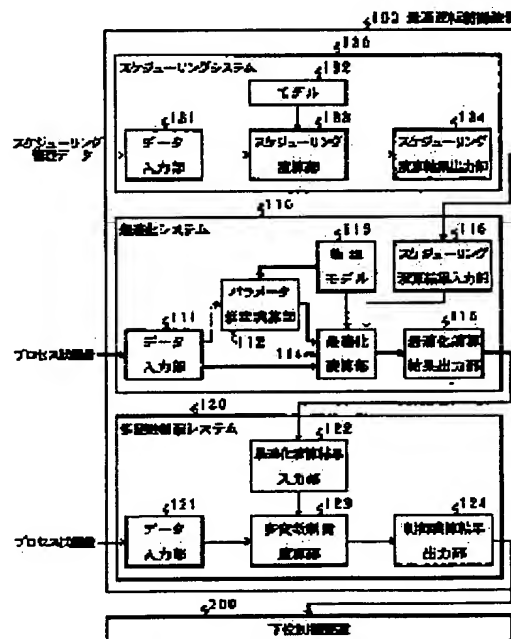 102 最適運転制御装置
130
スケジューリングシステム
132
モデル
131
133
134
スケジューリング
管理データ
データ
入力部
スケジューリング
演算部
スケジューリング
演算結果出力部
110
最適化システム
113
116
物理
モデル
スケジューリング
演算結果入力部
111
パラメータ
推定演算部
112
114
115
プロセス状態量
データ
入力部
最適化
演算部
最適化演算
結果出力部
120
多変数制御システム
122
最適化演算結果
入力部
121
123
124
プロセス状態量
データ
入力部
多変数制御
演算部
制御演算結果
出力部
200
下位制御装置